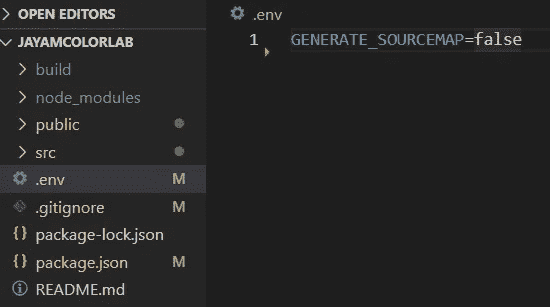 OPEN EDITORS
JAYAMCOLORLAB
build
node_modules
public
src
.env M
.gitignore M
package-lock.json
package.json M
README.md
.env
1 GENERATE_SOURCEMAP=false